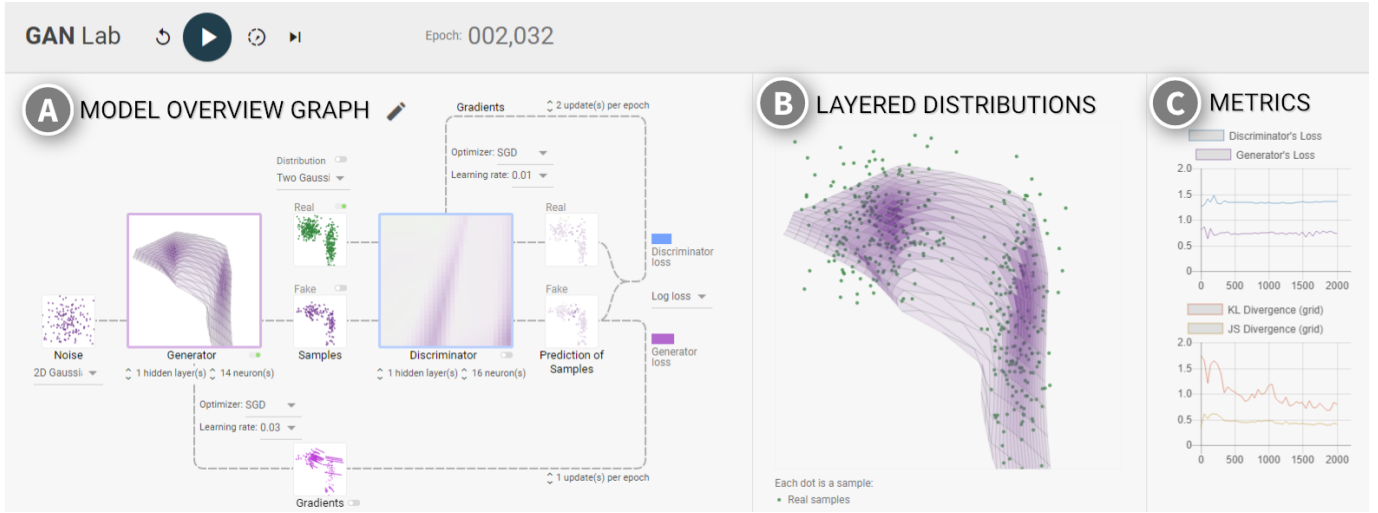 GAN Lab
Epoch: 002,032
A MODEL OVERVIEW GRAPH
Gradients
2 update(s) per epoch
Optimizer: SGD
Learning rate: 0.01
Distribution
Two Gaussi
Real
Fake
Samples
Noise
2D Gaussi
Generator
1 hidden layer(s) 14 neuron(s)
Discriminator
1 hidden layer(s) 16 neuron(s)
Real
Fake
Prediction of
Samples
Discriminator
loss
Log loss
Generator
loss
Optimizer: SGD
Learning rate: 0.03
Gradients
1 update(s) per epoch
B LAYERED DISTRIBUTIONS
Each dot is a sample:
Real samples
C METRICS
Discriminator's Loss
Generator's Loss
2.0
1.5
1.0
0.5
0
0 500 1000 1500 2000
KL Divergence (grid)
JS Divergence (grid)
2.0
1.5
1.0
0.5
0
0 500 1000 1500 2000